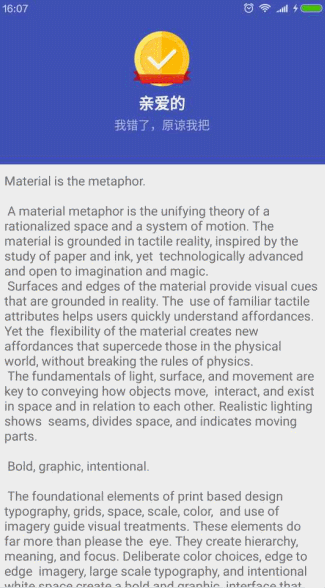 16:07
亲爱的
我错了，原谅我把
Material is the metaphor.
A material metaphor is the unifying theory of a
rationalized space and a system of motion. The
material is grounded in tactile reality, inspired by the
study of paper and ink, yet  technologically advanced
and open to imagination and magic.
Surfaces and edges of the material provide visual cues
that are grounded in reality. The  use of familiar tactile
attributes helps users quickly understand affordances.
Yet the  flexibility of the material creates new
affordances that supercede those in the physical
world, without breaking the rules of physics.
The fundamentals of light, surface, and movement are
key to conveying how objects move,  interact, and exist
in space and in relation to each other. Realistic lighting
shows  seams, divides space, and indicates moving
parts.
Bold, graphic, intentional.
The foundational elements of print based design
typography, grids, space, scale, color,  and use of
imagery guide visual treatments. These elements do
far more than please the  eye. They create hierarchy,
meaning, and focus. Deliberate color choices, edge to
edge  imagery, large scale typography, and intentional
white space create a bold and graphic  interface that